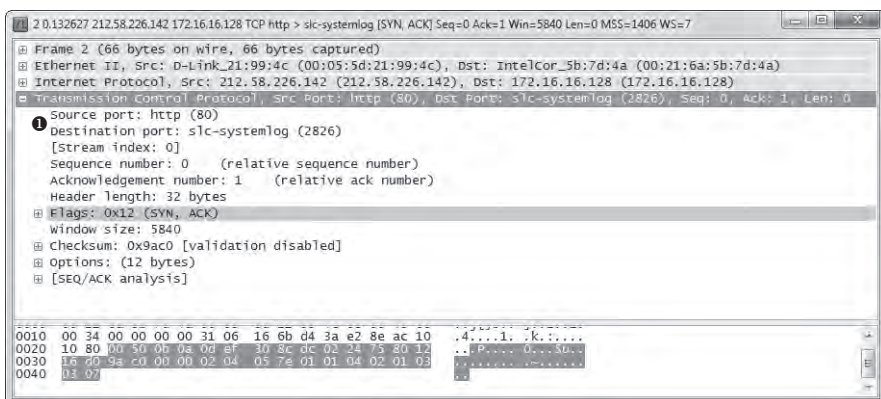 2 0.132627 212.58.226.142 172.16.16.128 TCP http > slc-systemlog [SYN, ACK] Seq=0 Ack=1 Win=5840 Len=0 MSS=1406 WS=7
Frame 2 (66 bytes on wire, 66 bytes captured)
Ethernet II, Src: D-Link_21:99:4c (00:05:5d:21:99:4c), Dst: IntelCor_5b:7d:4a (00:21:6a:5b:7d:4a)
Internet Protocol, Src: 212.58.226.142 (212.58.226.142), Dst: 172.16.16.128 (172.16.16.128)
Transmission Control Protocol, Src Port: http (80), Dst Port: slc-systemlog (2826), Seq: 0, Ack: 1, Len: 0
Source port: http (80)
❶
Destination port: slc-systemlog (2826)
[Stream index: 0]
Sequence number: 0 (relative sequence number)
Acknowledgement number: 1 (relative ack number)
Header length: 32 bytes
Flags: 0x12 (SYN, ACK)
Window size: 5840
Checksum: 0x9ac0 [validation disabled]
Options: (12 bytes)
[SEQ/ACK analysis]
0010 00 34 00 00 00 00 31 06 16 6b d4 3a e2 8e ac 10 .4....1. .k.:....
0020 10 80 00 50 0b 0a 0d ef 30 8c dc 02 24 75 80 12 ...P.... 0...$u..
0030 16 d0 9a c0 00 00 02 04 05 7e 01 01 04 02 01 03 ........ .~......
0040 03 07 ..